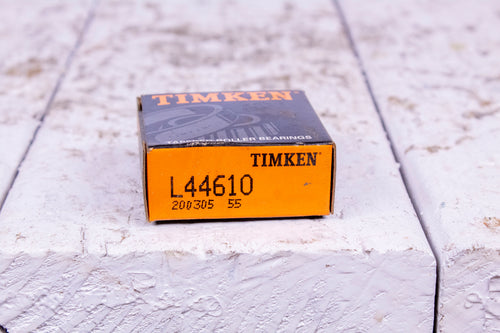 TIMKEN
TAPERED ROLLER BEARINGS
TIMKEN
L44610
200305 55